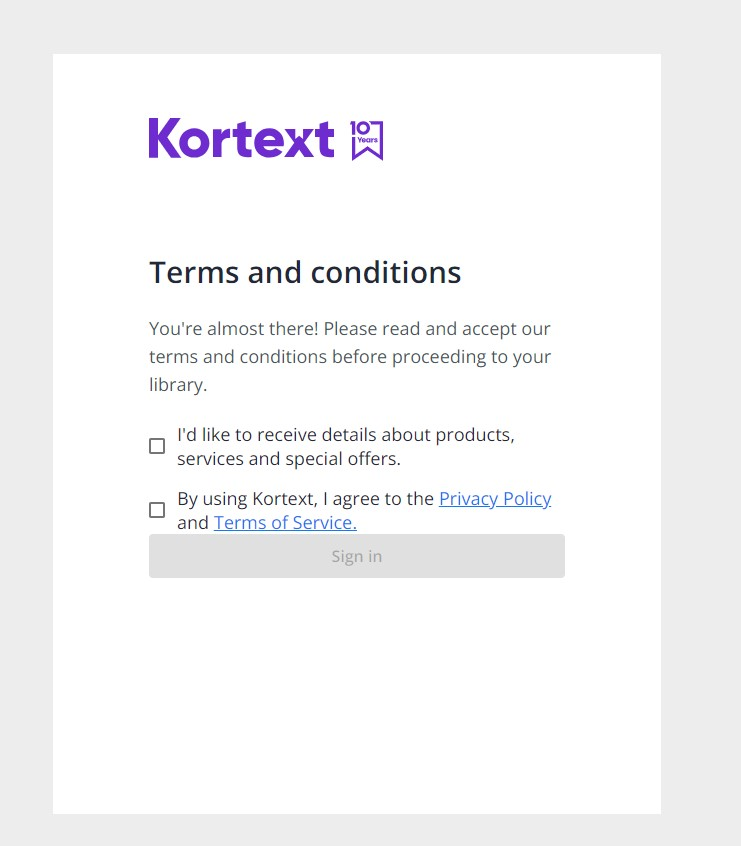 Kortext
10
Years
Terms and conditions
You're almost there! Please read and accept our
terms and conditions before proceeding to your
library.
I'd like to receive details about products,
services and special offers.
By using Kortext, I agree to the Privacy Policy
and Terms of Service.
Sign in